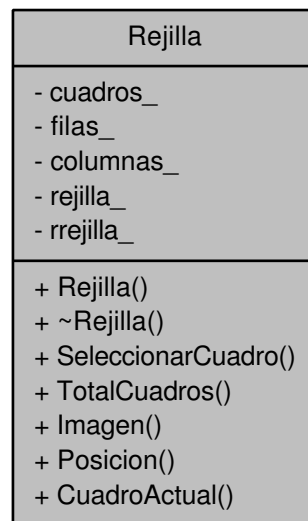 Rejilla
- cuadros_
- filas_
- columnas_
- rejilla_
- rrejilla_
+ Rejilla()
+ ~Rejilla()
+ SeleccionarCuadro()
+ TotalCuadros()
+ Imagen()
+ Posicion()
+ CuadroActual()